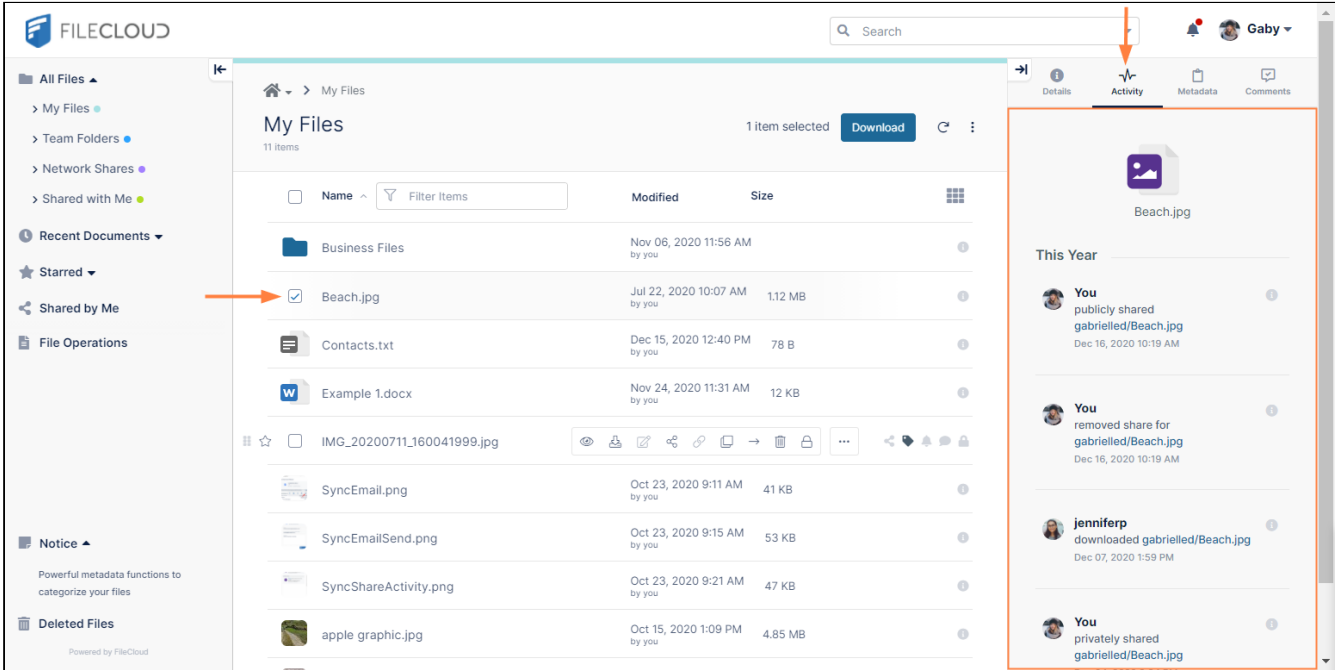 FILECLOUD
Search
Gaby
All Files
My Files
Team Folders
Network Shares
Shared with Me
Recent Documents
Starred
Shared by Me
File Operations
Notice
Powerful metadata functions to
categorize your files
Deleted Files
Powered by FileCloud
My Files
My Files
11 items
1 item selected
Download
Name
Filter Items
Modified
Size
Business Files
Nov 06, 2020 11:56 AM
by you
Beach.jpg
Jul 22, 2020 10:07 AM
by you
1.12 MB
Contacts.txt
Dec 15, 2020 12:40 PM
by you
78 B
W
Example 1.docx
Nov 24, 2020 11:31 AM
by you
12 KB
IMG_20200711_160041999.jpg
SyncEmail.png
Oct 23, 2020 9:11 AM
by you
41 KB
SyncEmailSend.png
Oct 23, 2020 9:15 AM
by you
53 KB
SyncShareActivity.png
Oct 23, 2020 9:21 AM
by you
47 KB
apple graphic.jpg
Oct 15, 2020 1:09 PM
by you
4.85 MB
Details
Activity
Metadata
Comments
Beach.jpg
This Year
You
publicly shared
gabrielled/Beach.jpg
Dec 16, 2020 10:19 AM
You
removed share for
gabrielled/Beach.jpg
Dec 16, 2020 10:19 AM
jenniferp
downloaded gabrielled/Beach.jpg
Dec 07, 2020 1:59 PM
You
privately shared
gabrielled/Beach.jpg